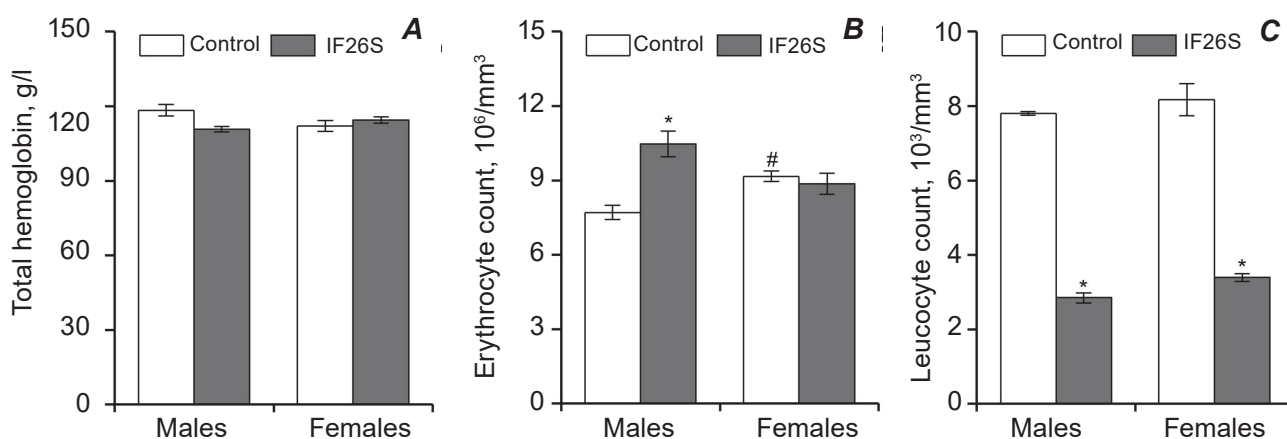 A
Control IF26S
Total hemoglobin, g/l
150
120
90
60
30
0
Males Females
B
Control IF26S
Erythrocyte count, 10⁶/mm³
15
12
9
6
3
0
*
#
Males Females
C
Control IF26S
Leucocyte count, 10³/mm³
10
8
6
4
2
0
*
*
Males Females